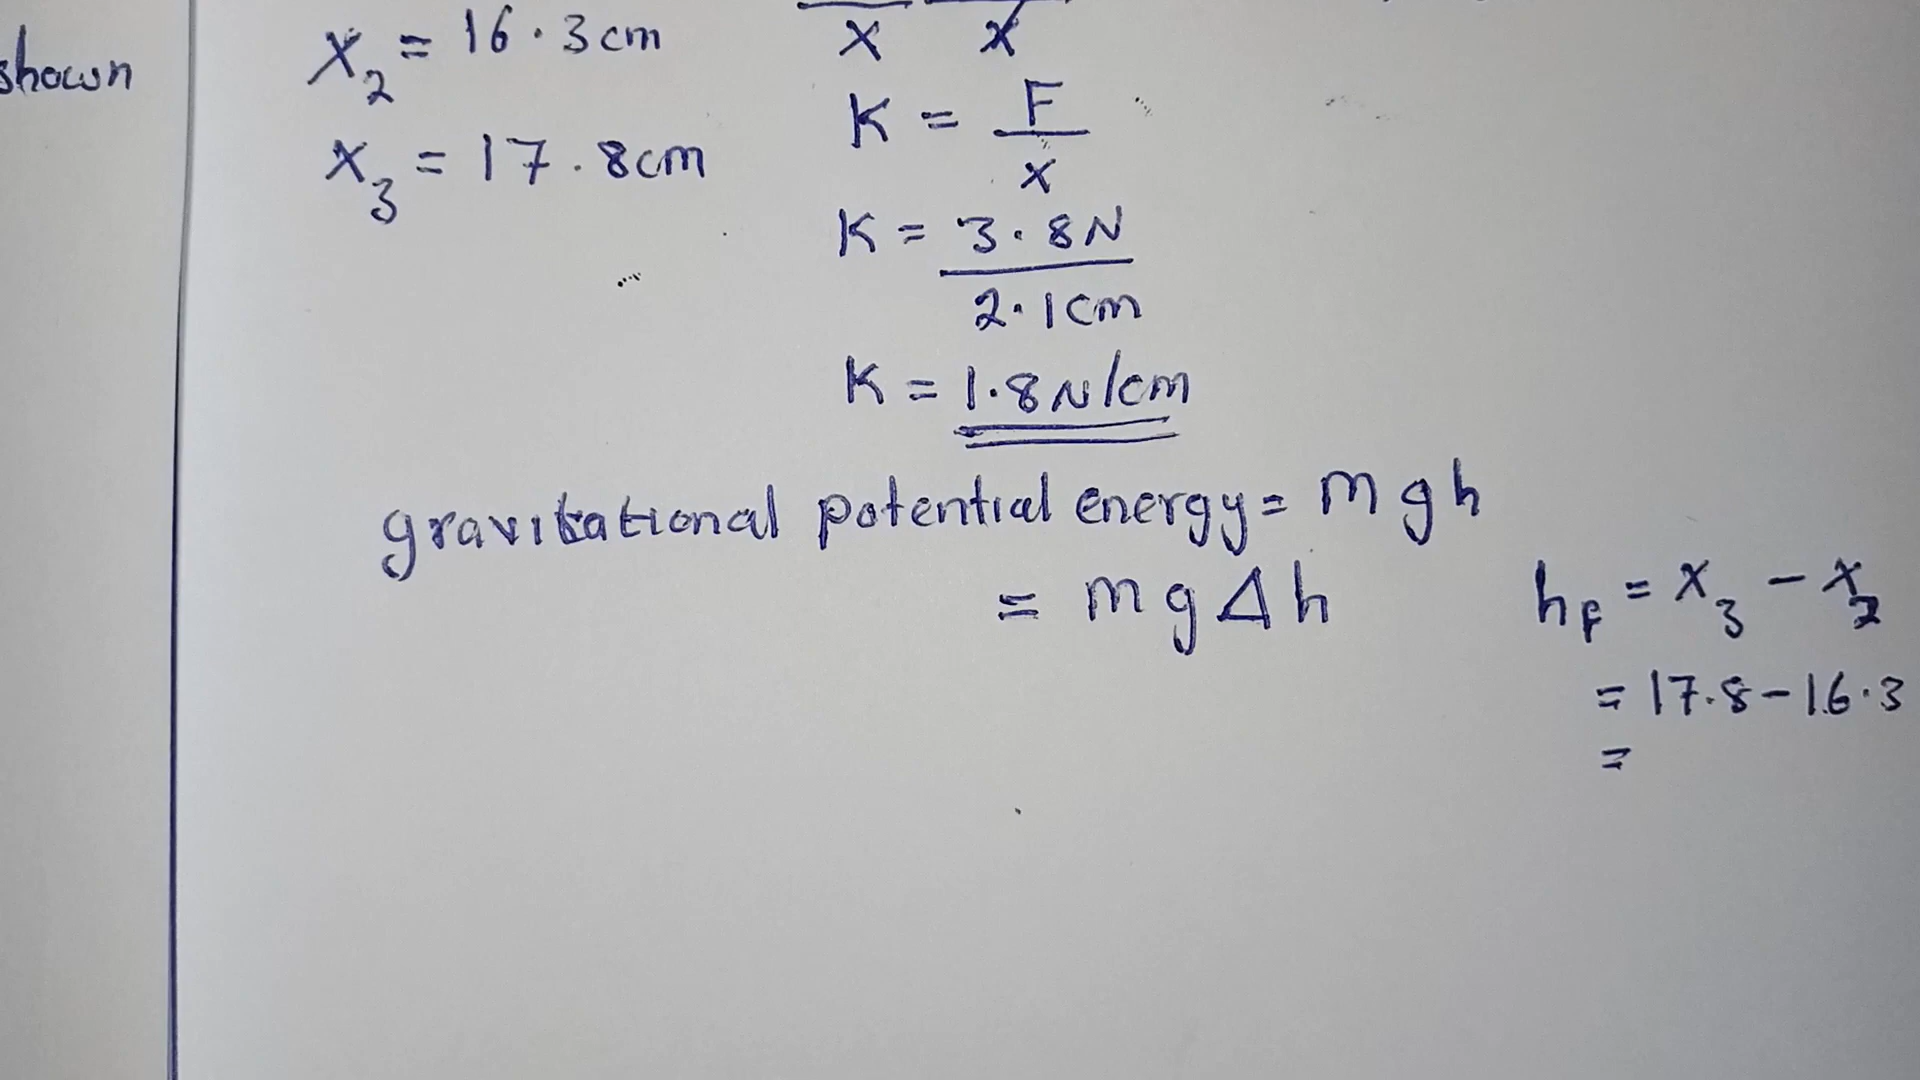 shown
x₂ = 16.3cm
x₃ = 17.8cm
x x
K = F
x
K = 3.8N
2.1cm
K = 1.8N/cm
gravitational potential energy = mgh
= mgΔh
hF = x₃ - x₂
= 17.8 - 16.3
=